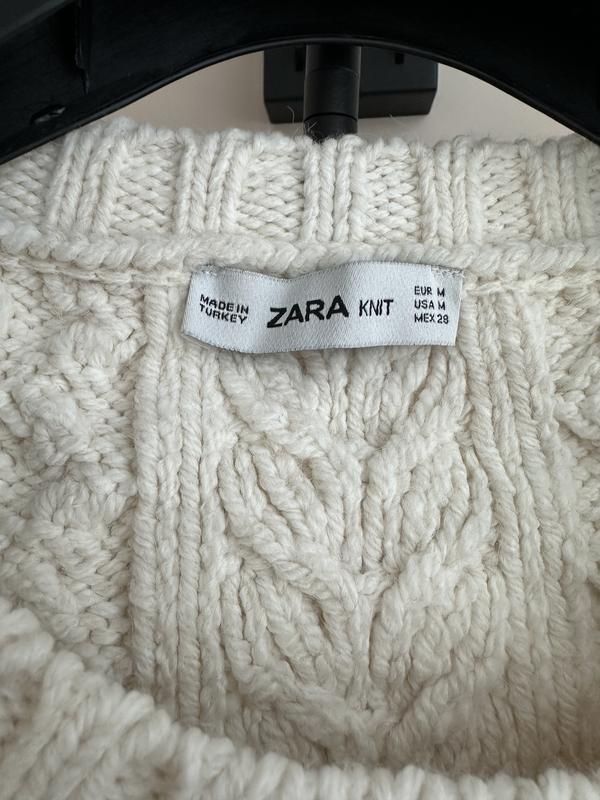 MADE IN
TURKEY
ZARA KNIT
EUR M
USA M
MEX 28